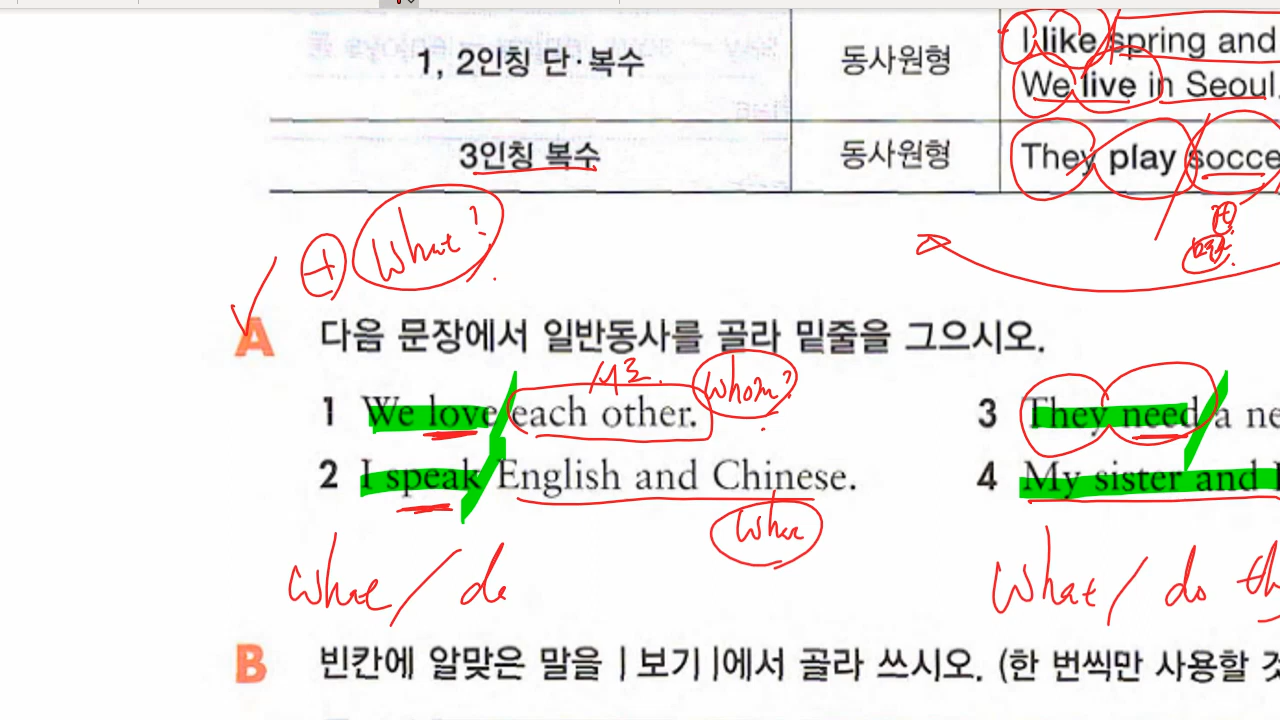 I like spring and
1, 2인칭 단·복수 동사원형
We live in Seoul.
3인칭 복수 동사원형 They play socce
+ What?
A 다음 문장에서 일반동사를 골라 밑줄을 그으시오.
서로. whom?
1 We love each other. 3 They need a ne
2 I speak English and Chinese. 4 My sister and I
What / do What / do th
B 빈칸에 알맞은 말을 | 보기 |에서 골라 쓰시오. (한 번씩만 사용할 것